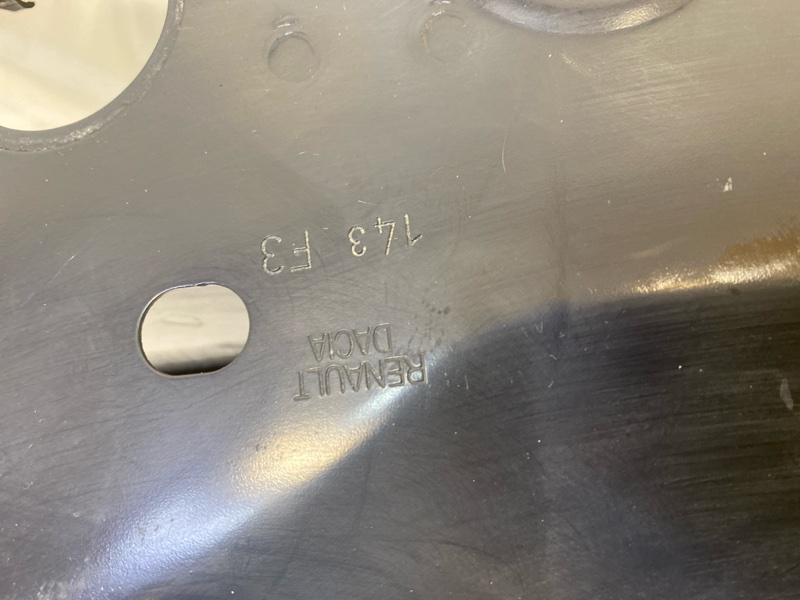 RENAULT
DACIA
143 F3